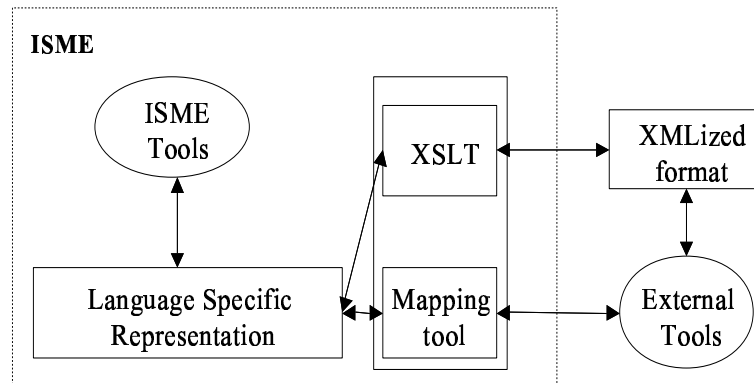 ISME
ISME
Tools
XSLT
XMLized
format
Language Specific
Representation
Mapping
tool
External
Tools